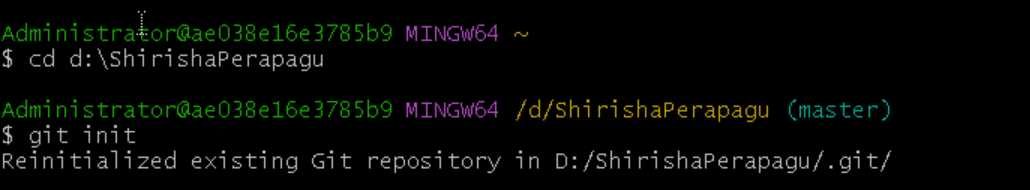 Administrator@ae038e16e3785b9 MINGW64 ~
$ cd d:\ShirishaPerapagu
Administrator@ae038e16e3785b9 MINGW64 /d/ShirishaPerapagu (master)
$ git init
Reinitialized existing Git repository in D:/ShirishaPerapagu/.git/